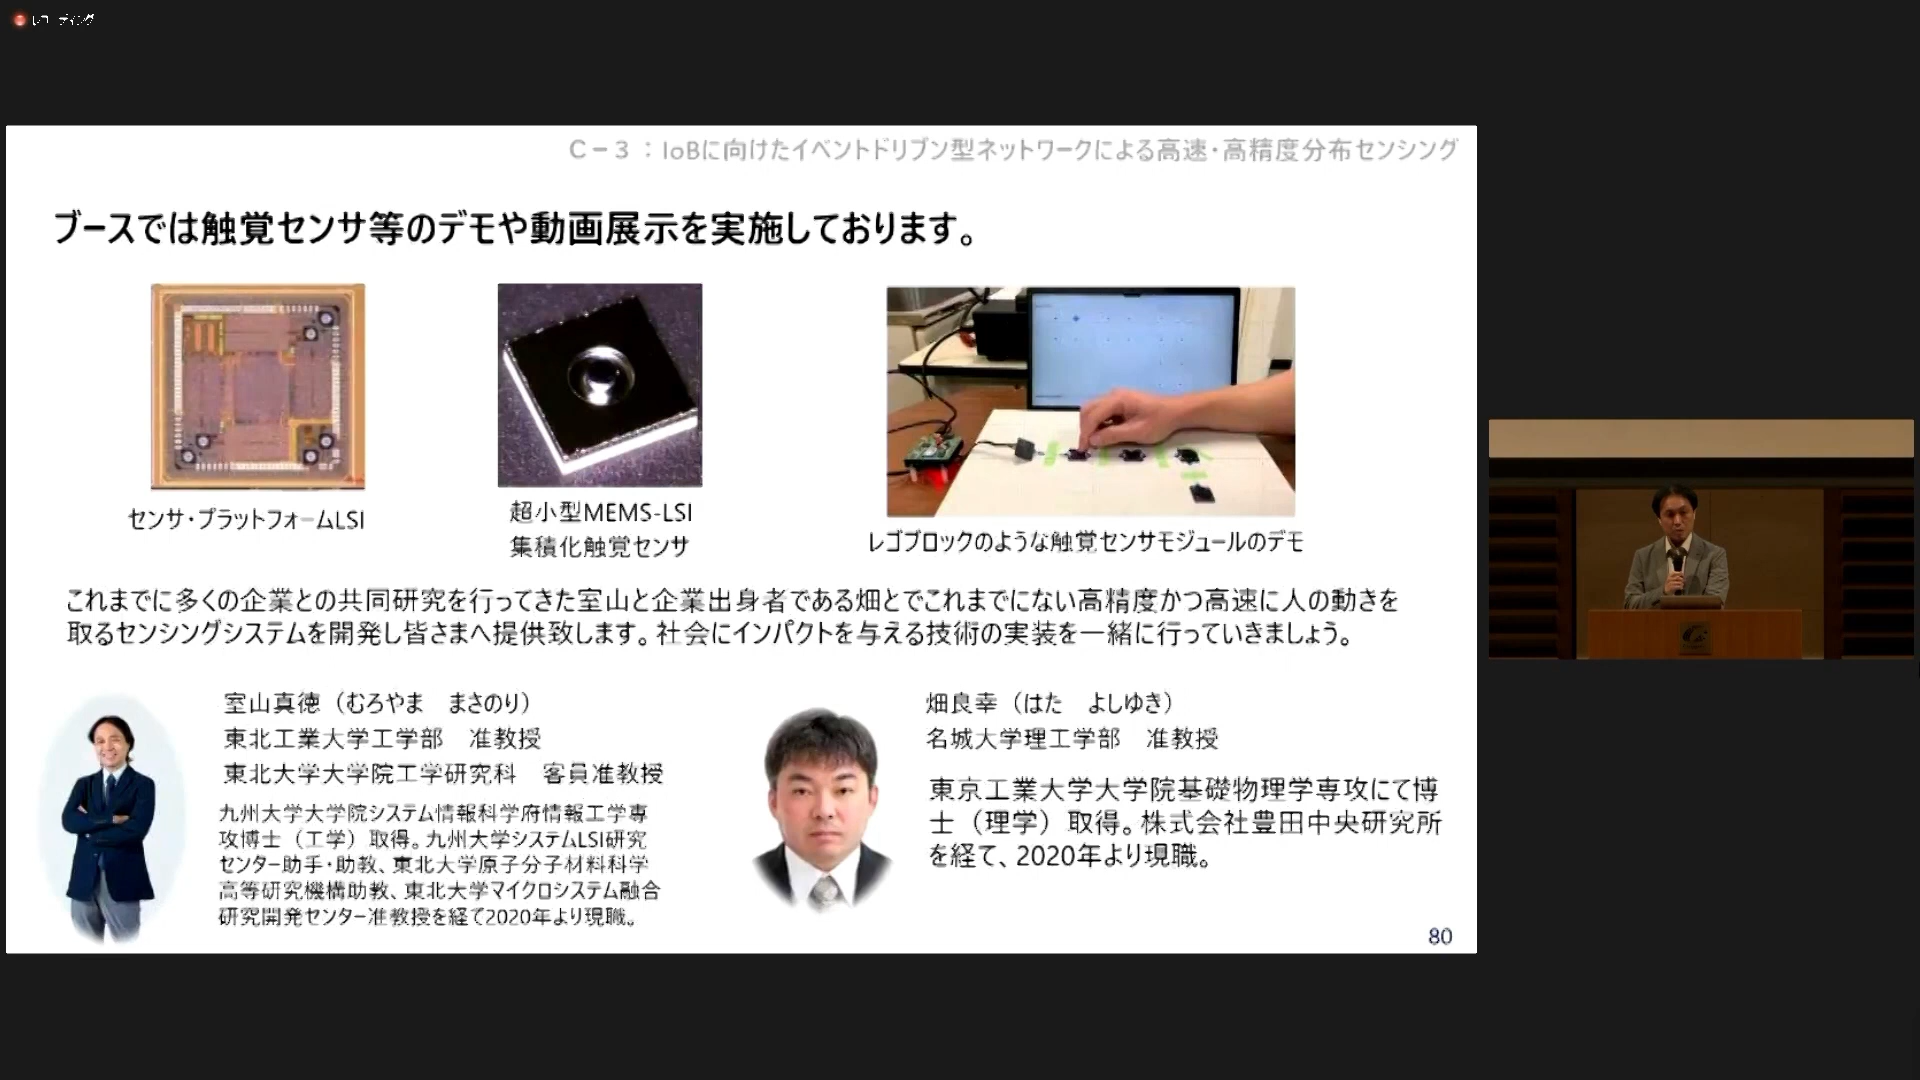 レコーディング
C－3：IoBに向けたイベントドリブン型ネットワークによる高速・高精度分布センシング
ブースでは触覚センサ等のデモや動画展示を実施しております。
センサ・プラットフォームLSI
超小型MEMS-LSI
集積化触覚センサ
レゴブロックのような触覚センサモジュールのデモ
これまでに多くの企業との共同研究を行ってきた室山と企業出身者である畑とでこれまでにない高精度かつ高速に人の動きを
取るセンシングシステムを開発し皆さまへ提供致します。社会にインパクトを与える技術の実装を一緒に行っていきましょう。
室山真徳（むろやま　まさのり）
東北工業大学工学部　准教授
東北大学大学院工学研究科　客員准教授
九州大学大学院システム情報科学府情報工学専
攻博士（工学）取得。九州大学システムLSI研究
センター助手・助教、東北大学原子分子材料科学
高等研究機構助教、東北大学マイクロシステム融合
研究開発センター准教授を経て2020年より現職。
畑良幸（はた　よしゆき）
名城大学理工学部　准教授
東京工業大学大学院基礎物理学専攻にて博
士（理学）取得。株式会社豊田中央研究所
を経て、2020年より現職。
80